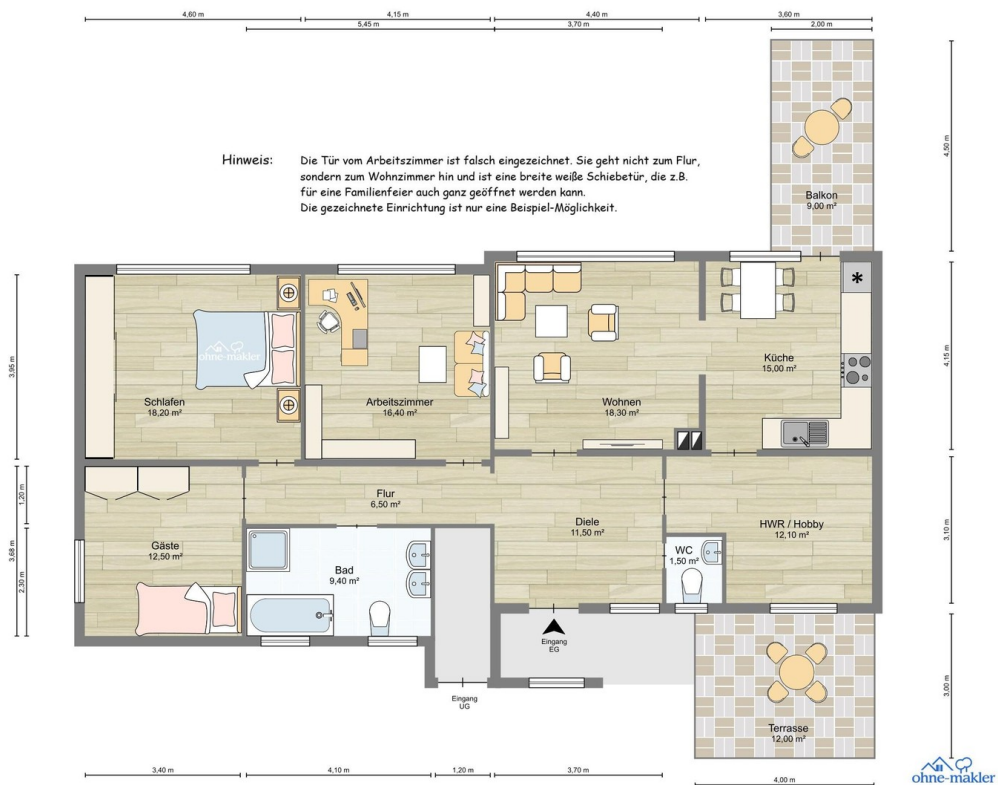 4,60 m
4,15 m
4,40 m
3,60 m
5,45 m
3,70 m
2,00 m
4,50 m
Hinweis: Die Tür vom Arbeitszimmer ist falsch eingezeichnet. Sie geht nicht zum Flur,
sondern zum Wohnzimmer hin und ist eine breite weiße Schiebetür, die z.B.
für eine Familienfeier auch ganz geöffnet werden kann.
Die gezeichnete Einrichtung ist nur eine Beispiel-Möglichkeit.
Balkon
9,00 m²
3,95 m
4,15 m
ohne-makler
Schlafen
18,20 m²
Arbeitszimmer
16,40 m²
Wohnen
18,30 m²
Küche
15,00 m²
*
1,20 m
3,68 m
2,30 m
3,10 m
Flur
6,50 m²
Diele
11,50 m²
HWR / Hobby
12,10 m²
Gäste
12,50 m²
Bad
9,40 m²
WC
1,50 m²
Eingang
EG
Eingang
UG
3,00 m
Terrasse
12,00 m²
3,40 m
4,10 m
1,20 m
3,70 m
4,00 m
ohne-makler